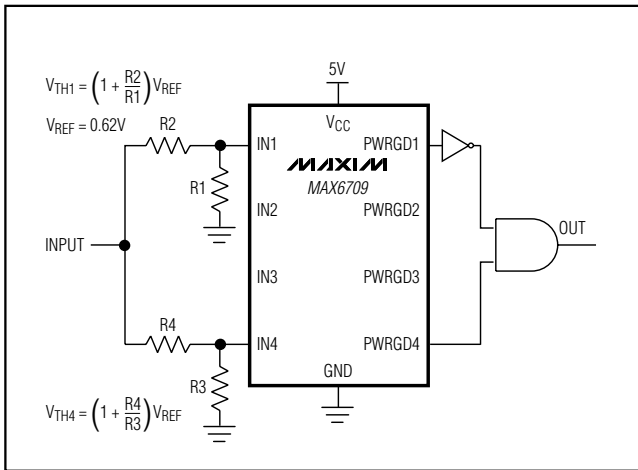 V_TH1 = (1 + R2/R1) V_REF
V_REF = 0.62V
5V
V_CC
R2
R1
IN1
PWRGD1
MAXIM
MAX6709
IN2
PWRGD2
INPUT
OUT
IN3
PWRGD3
R4
R3
IN4
PWRGD4
GND
V_TH4 = (1 + R4/R3) V_REF